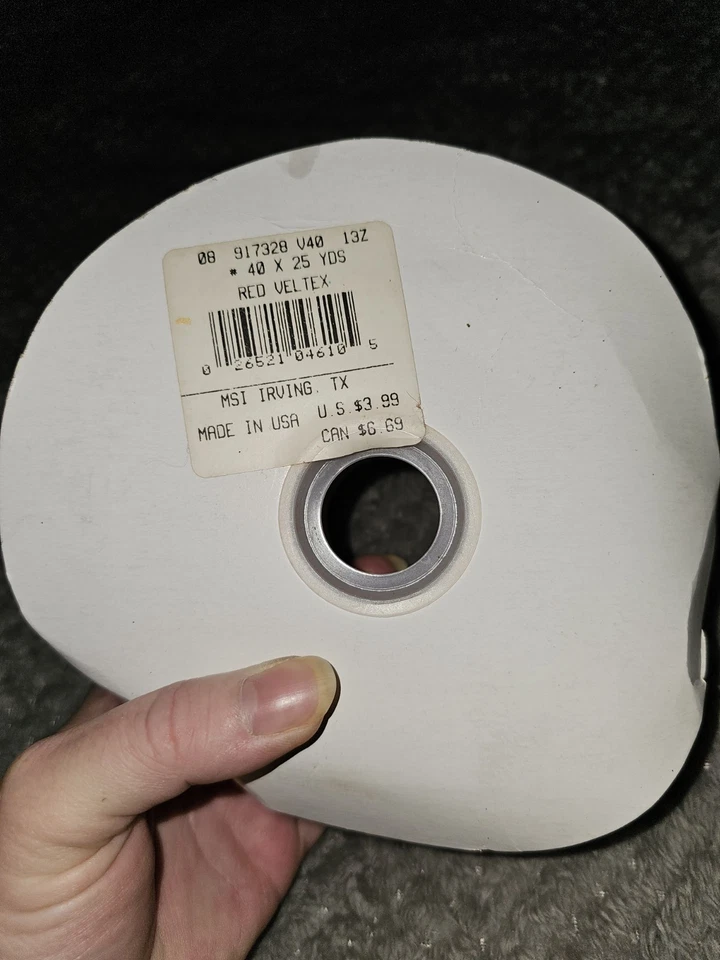 08 917328 V40 13Z
# 40 X 25 YDS
RED VELTEX
0 26521 04610 5
MSI IRVING, TX
MADE IN USA U.S.$3.99
CAN $6.69